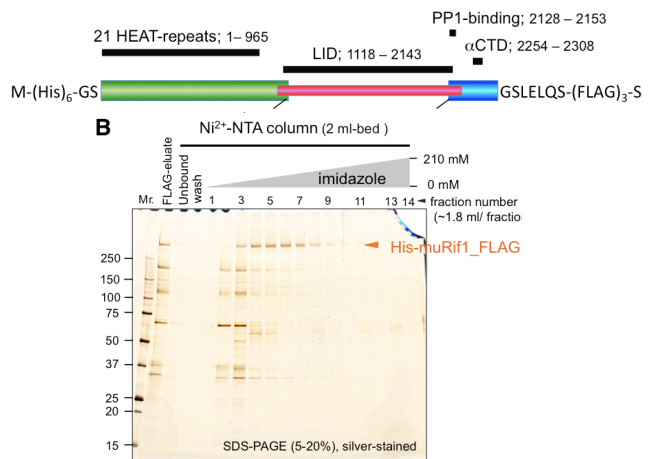 PP1-binding; 2128 – 2153
21 HEAT-repeats; 1– 965
αCTD; 2254 – 2308
LID; 1118 – 2143
M-(His)6-GS
GSLELQS-(FLAG)3-S
B
Ni2+-NTA column (2 ml-bed)
FLAG-eluate
Unbound
wash
210 mM
imidazole
0 mM
Mr.
1 3 5 7 9 11 13 14
fraction number
(~1.8 ml/ fractio
His-muRif1_FLAG
250
150
100
75
50
37
25
20
15
SDS-PAGE (5-20%), silver-stained